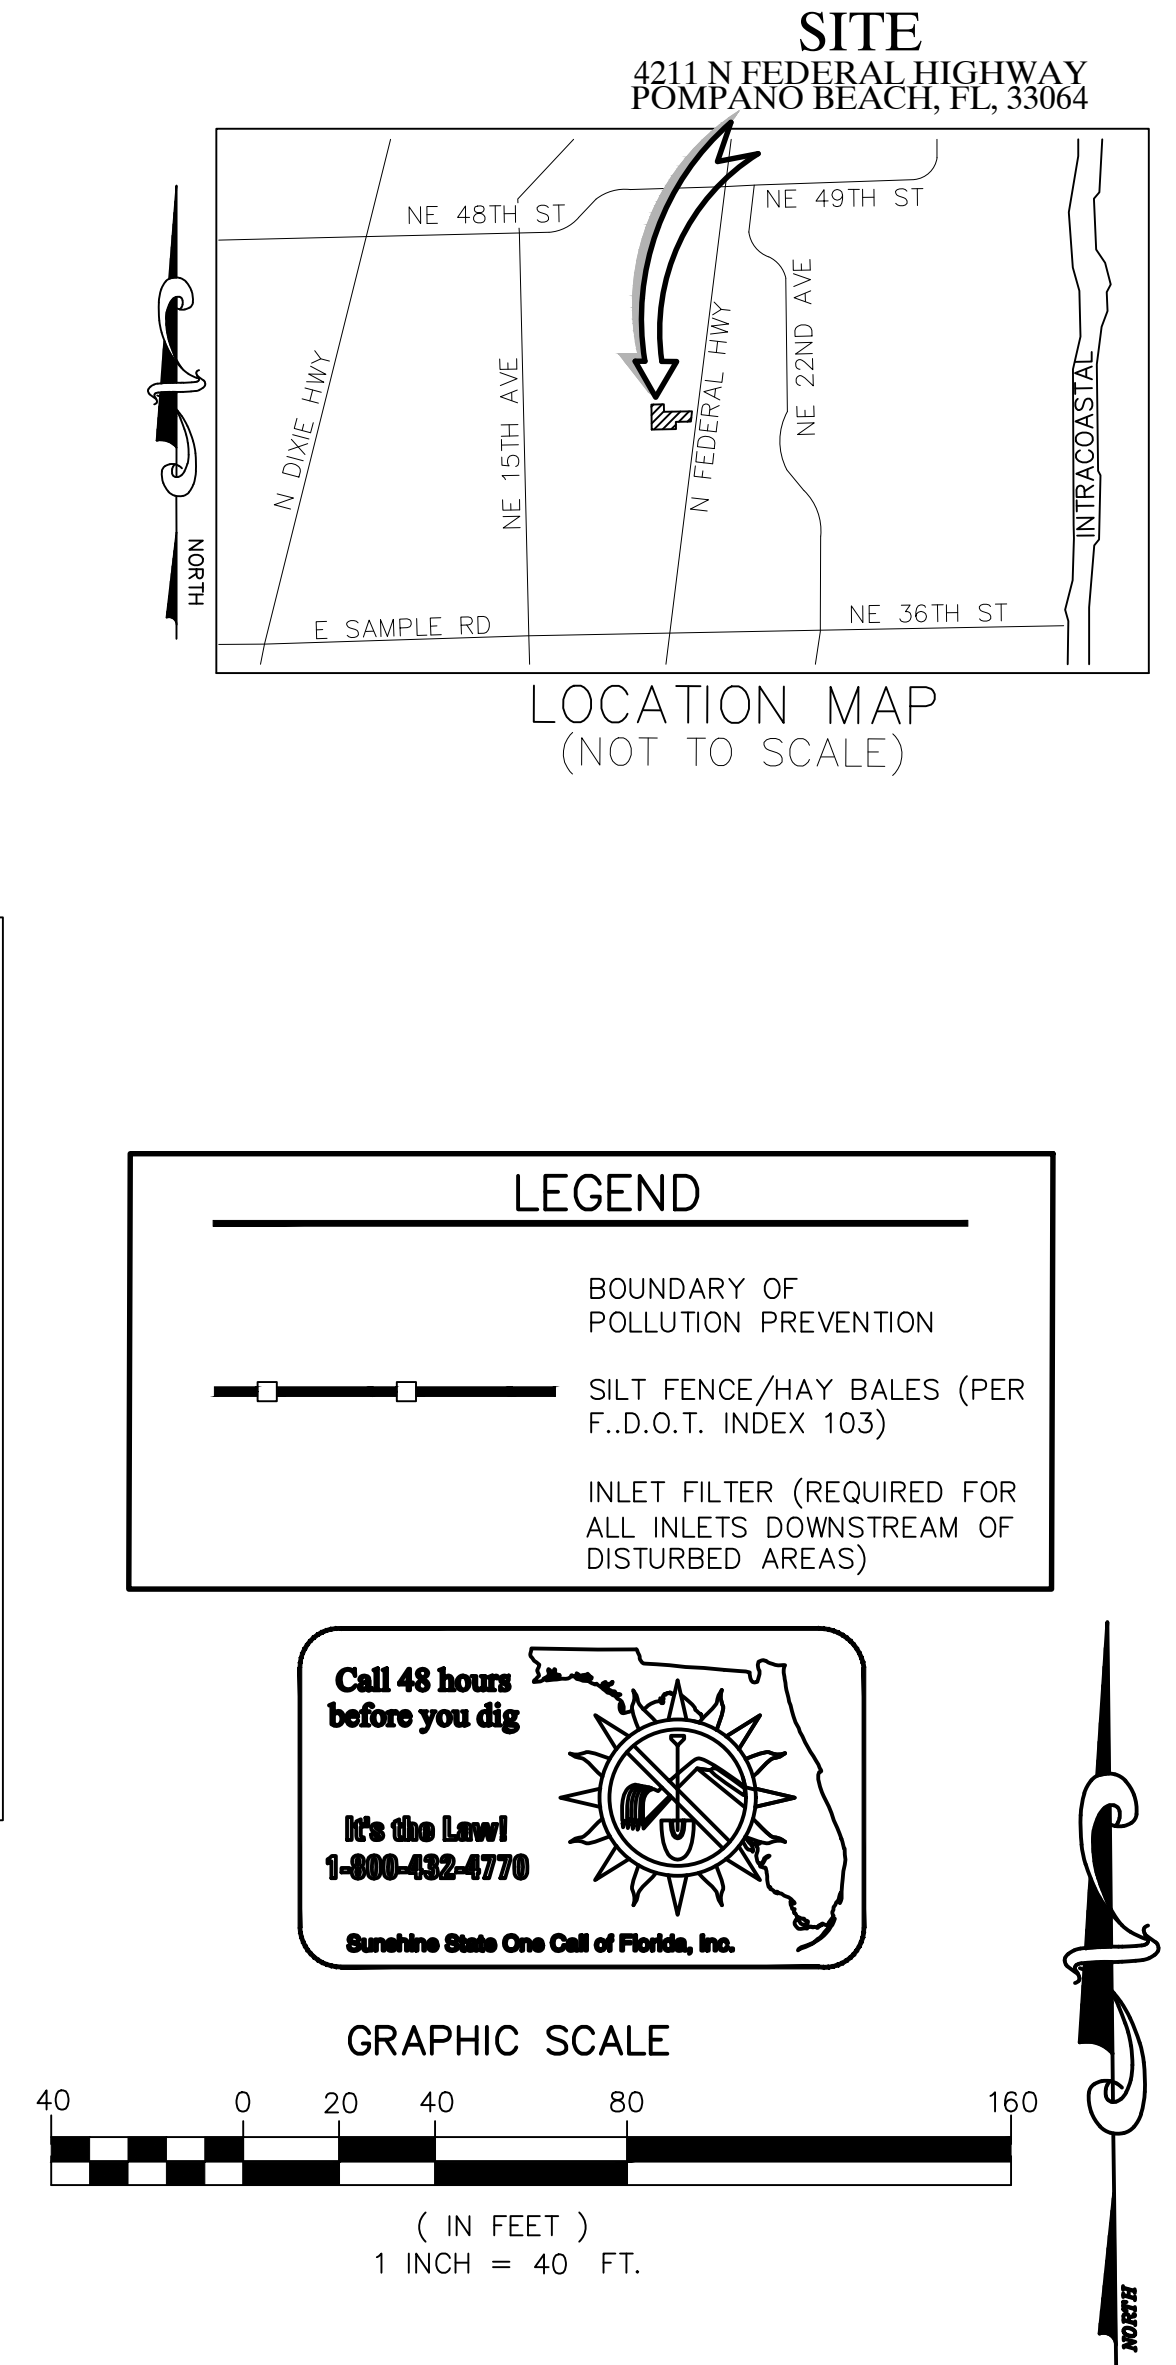 SITE
4211 N FEDERAL HIGHWAY
POMPANO BEACH, FL, 33064
NE 48TH ST
NE 49TH ST
N DIXIE HWY
NE 15TH AVE
N FEDERAL HWY
NE 22ND AVE
INTRACOASTAL
NORTH
E SAMPLE RD
NE 36TH ST
LOCATION MAP
(NOT TO SCALE)
LEGEND
BOUNDARY OF
POLLUTION PREVENTION
SILT FENCE/HAY BALES (PER
F..D.O.T. INDEX 103)
INLET FILTER (REQUIRED FOR
ALL INLETS DOWNSTREAM OF
DISTURBED AREAS)
Call 48 hours
before you dig
It's the Law!
1-800-432-4770
Sunshine State One Call of Florida, Inc.
GRAPHIC SCALE
40 0 20 40 80 160
( IN FEET )
1 INCH = 40 FT.
NORTH